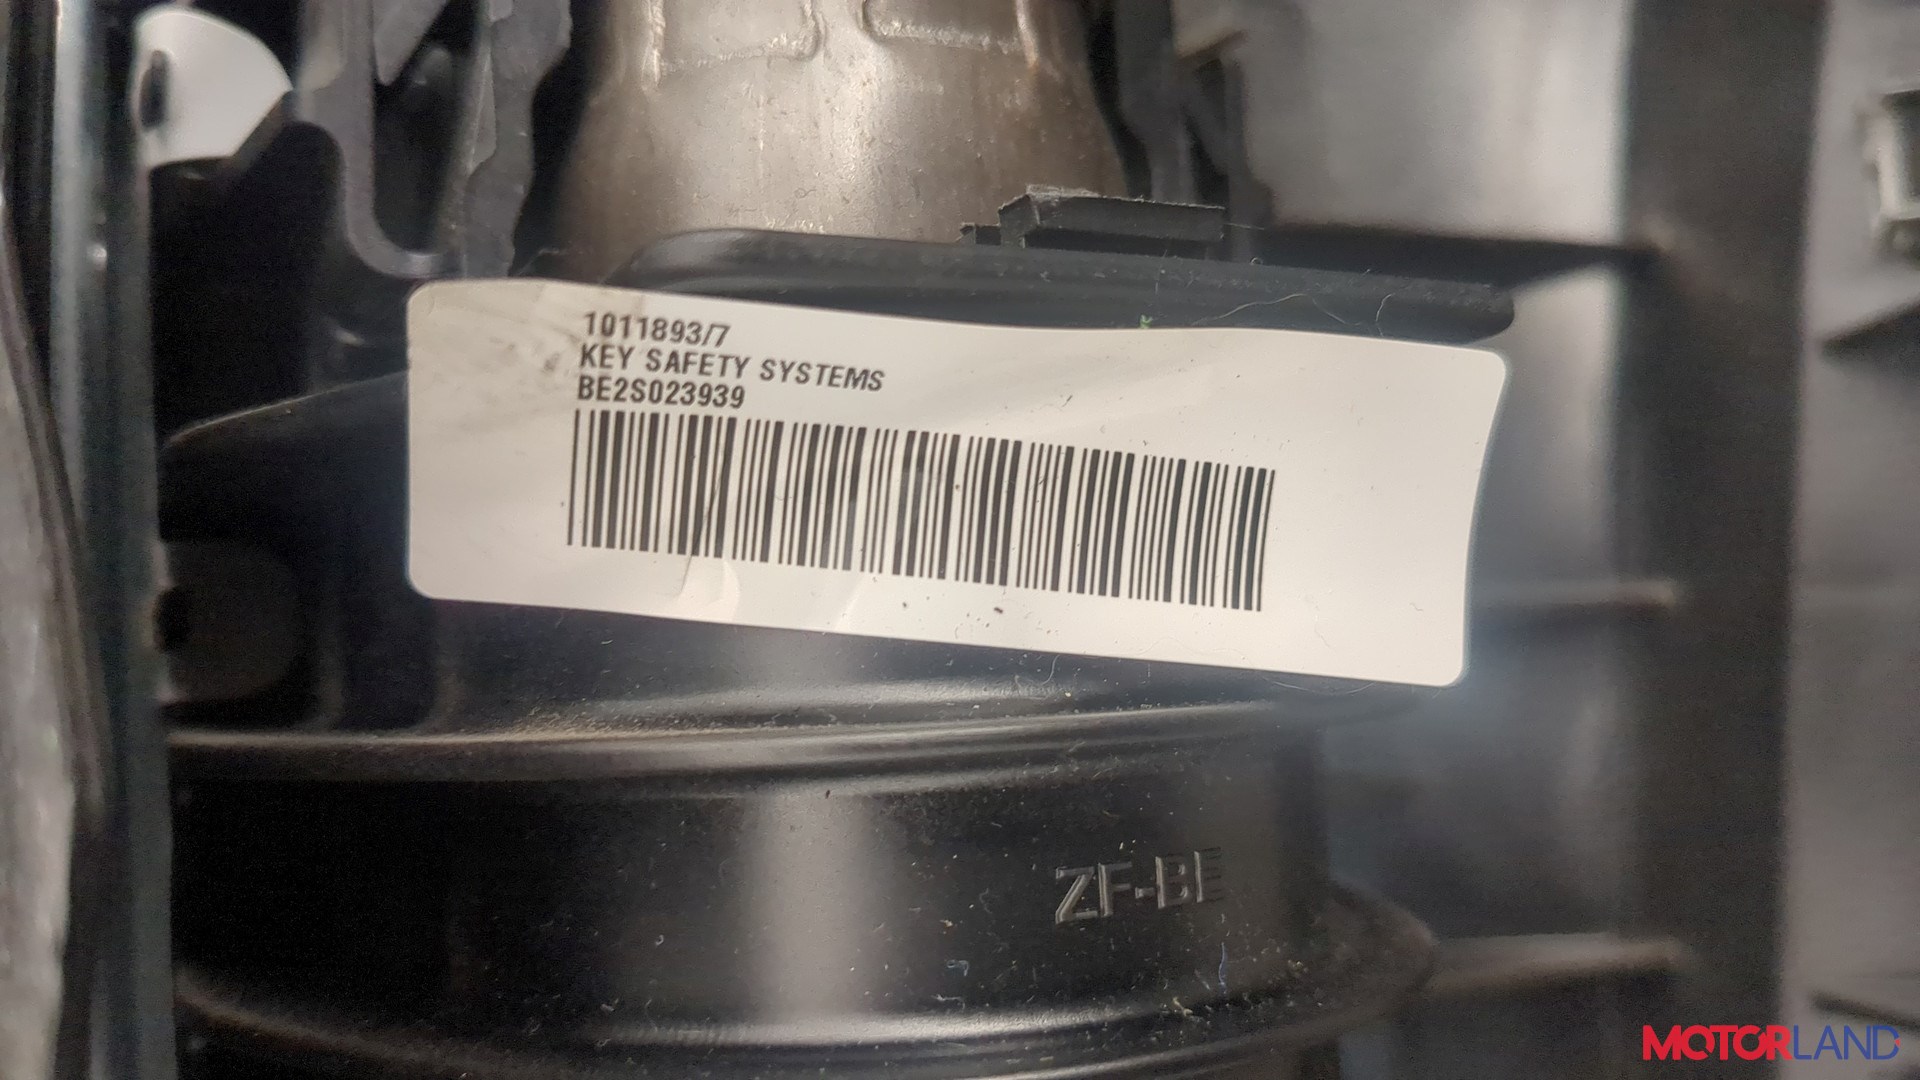 1011893/7
KEY SAFETY SYSTEMS
BE2S023939
ZF-BE
MOTORLAND